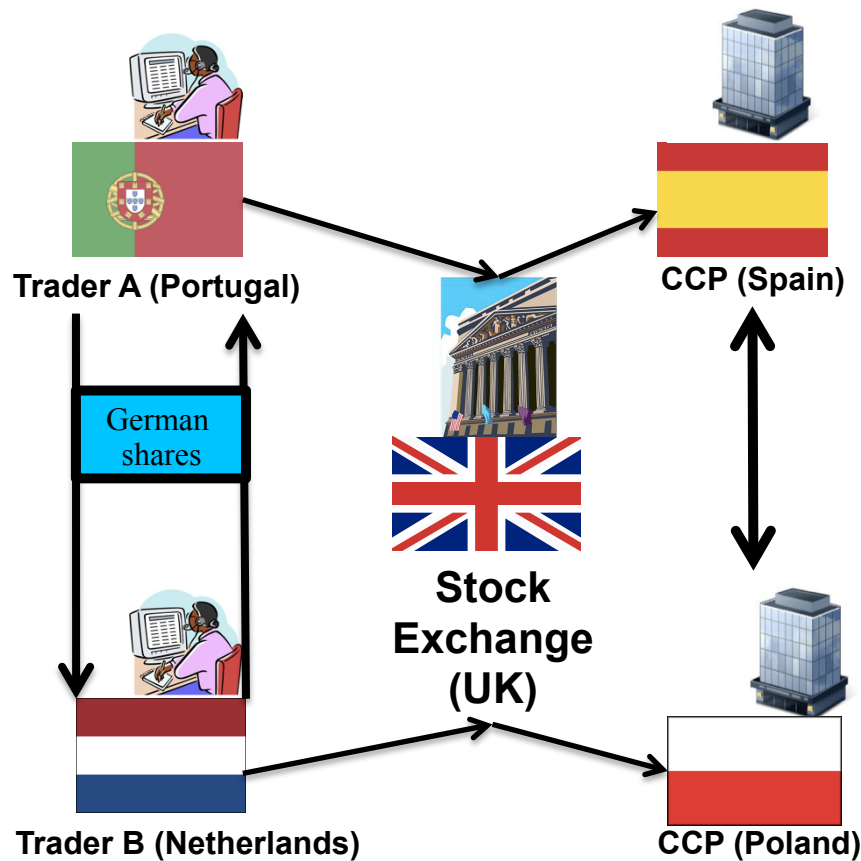 Trader A (Portugal)
CCP (Spain)
German
shares
Stock
Exchange
(UK)
Trader B (Netherlands)
CCP (Poland)